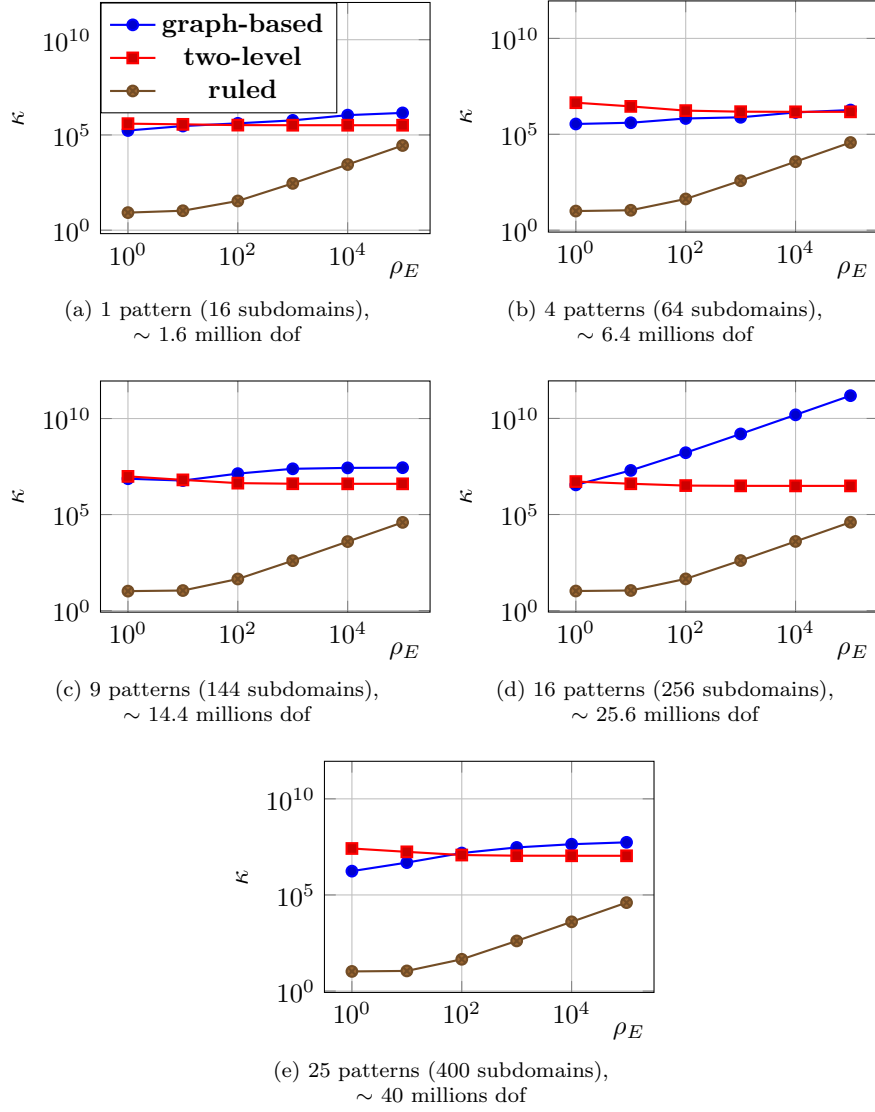 graph-based
two-level
ruled
10^10
10^5
10^0
κ
10^0 10^2 10^4
ρ_E
(a) 1 pattern (16 subdomains),
∼ 1.6 million dof
10^10
10^5
10^0
κ
10^0 10^2 10^4
ρ_E
(b) 4 patterns (64 subdomains),
∼ 6.4 millions dof
10^10
10^5
10^0
κ
10^0 10^2 10^4
ρ_E
(c) 9 patterns (144 subdomains),
∼ 14.4 millions dof
10^10
10^5
10^0
κ
10^0 10^2 10^4
ρ_E
(d) 16 patterns (256 subdomains),
∼ 25.6 millions dof
10^10
10^5
10^0
κ
10^0 10^2 10^4
ρ_E
(e) 25 patterns (400 subdomains),
∼ 40 millions dof